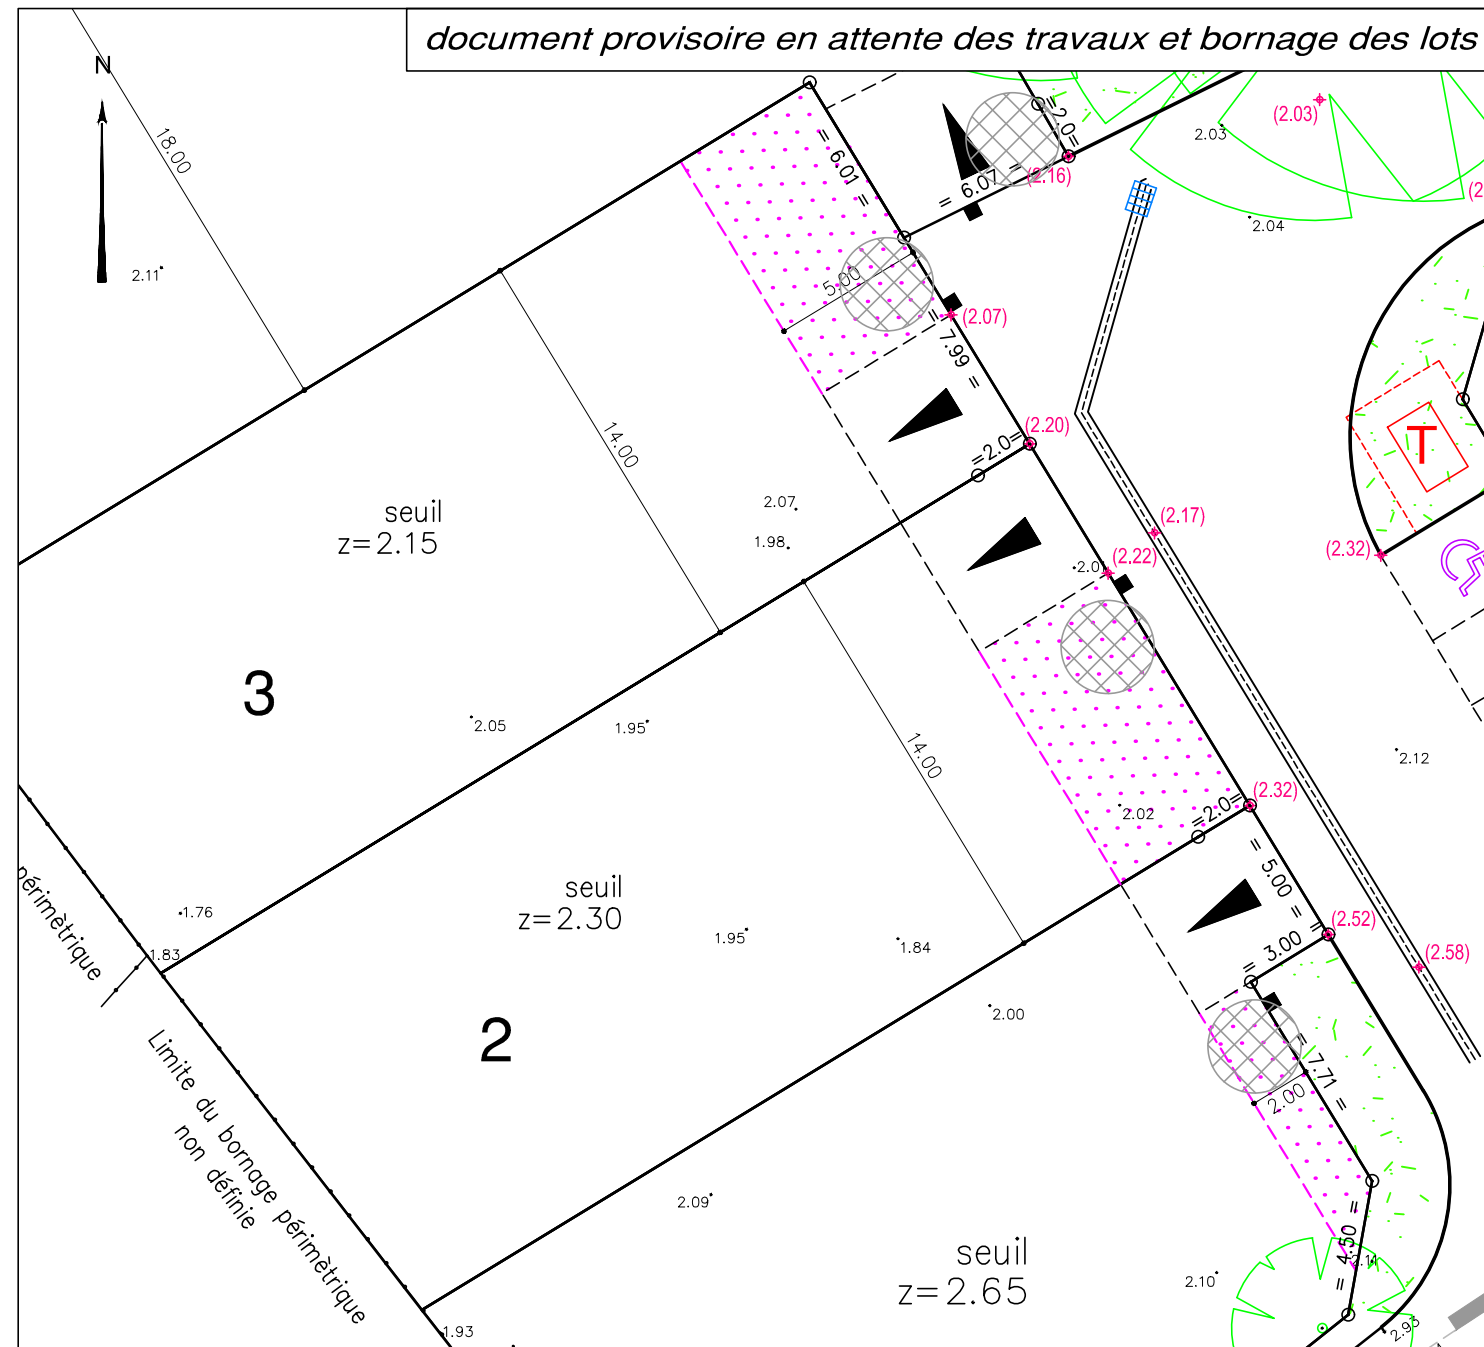 document provisoire en attente des travaux et bornage des lots
N
18.00
2.11
= 6.01 =
=2.0=
= 6.07 =
(2.16)
(2.03)
2.03
2.04
5.00
(2.07)
= 7.99 =
(2.20)
=2.0=
14.00
seuil
z=2.15
2.07
1.98
(2.17)
(2.22)
(2.32)
T
3
2.05
1.95
14.00
2.12
(2.32)
2.02
=2.0=
= 5.00 =
seuil
z=2.30
1.76
1.83
périmètrique
1.95
1.84
(2.52)
= 3.00 =
(2.58)
2.00
2
Limite du bornage périmètrique
non définie
= 7.71 =
2.00
2.09
= 4.50 =
seuil
z=2.65
2.10
1.93
2.93